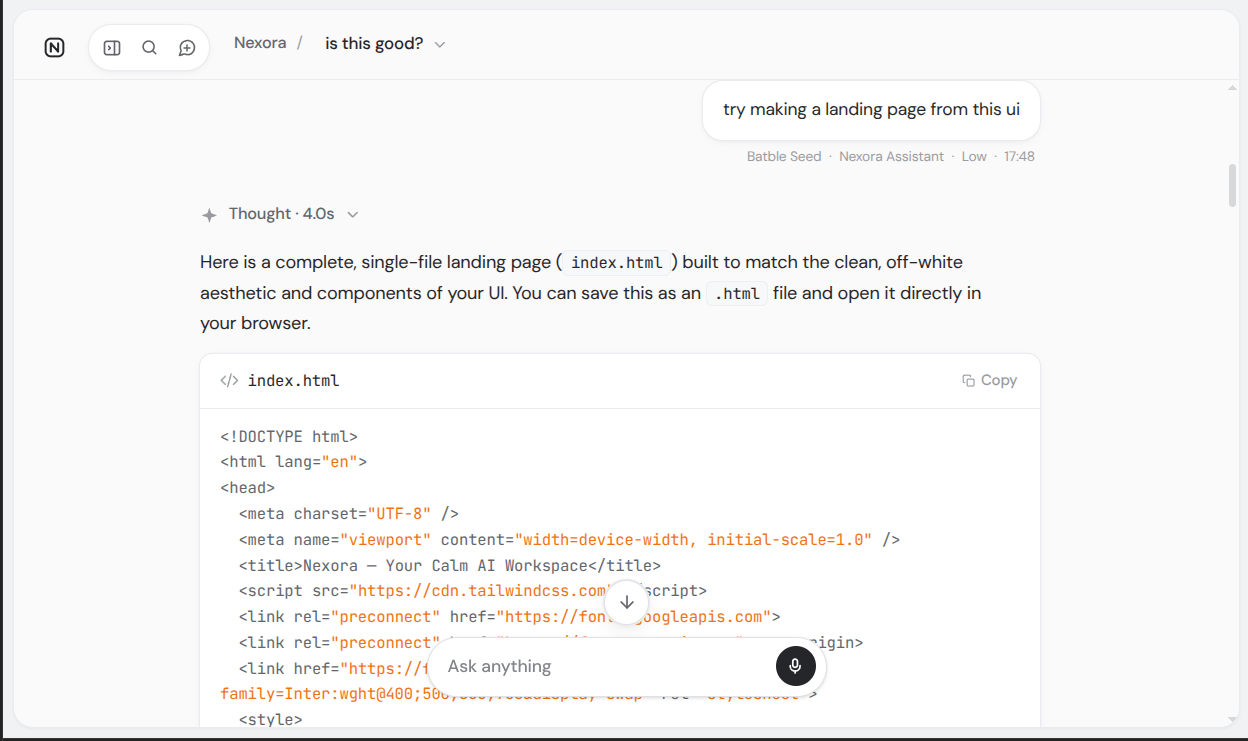 N
Nexora / is this good?
try making a landing page from this ui
Batble Seed · Nexora Assistant · Low · 17:48
Thought · 4.0s
Here is a complete, single-file landing page ( index.html ) built to match the clean, off-white
aesthetic and components of your UI. You can save this as an .html file and open it directly in
your browser.
</> index.html
Copy
<!DOCTYPE html>
<html lang="en">
<head>
<meta charset="UTF-8" />
<meta name="viewport" content="width=device-width, initial-scale=1.0" />
<title>Nexora — Your Calm AI Workspace</title>
<script src="https://cdn.tailwindcss.com script>
<link rel="preconnect" href="https://fon googleapis.com">
<link rel="preconnect" igin>
<link href="https://f
family=Inter:wght@400;50
<style>
Ask anything